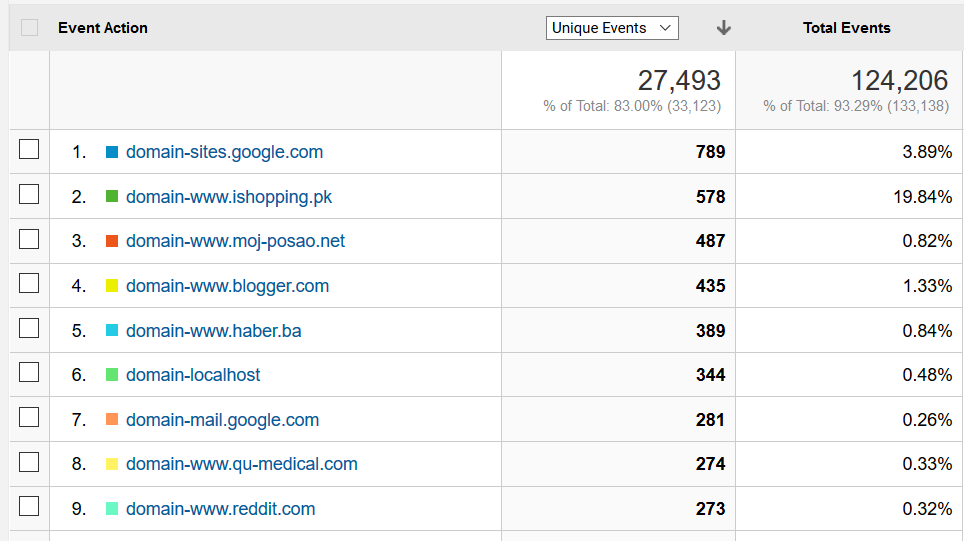 Event Action Unique Events Total Events
27,493 124,206
% of Total: 83.00% (33,123) % of Total: 93.29% (133,138)
1. domain-sites.google.com 789 3.89%
2. domain-www.ishopping.pk 578 19.84%
3. domain-www.moj-posao.net 487 0.82%
4. domain-www.blogger.com 435 1.33%
5. domain-www.haber.ba 389 0.84%
6. domain-localhost 344 0.48%
7. domain-mail.google.com 281 0.26%
8. domain-www.qu-medical.com 274 0.33%
9. domain-www.reddit.com 273 0.32%